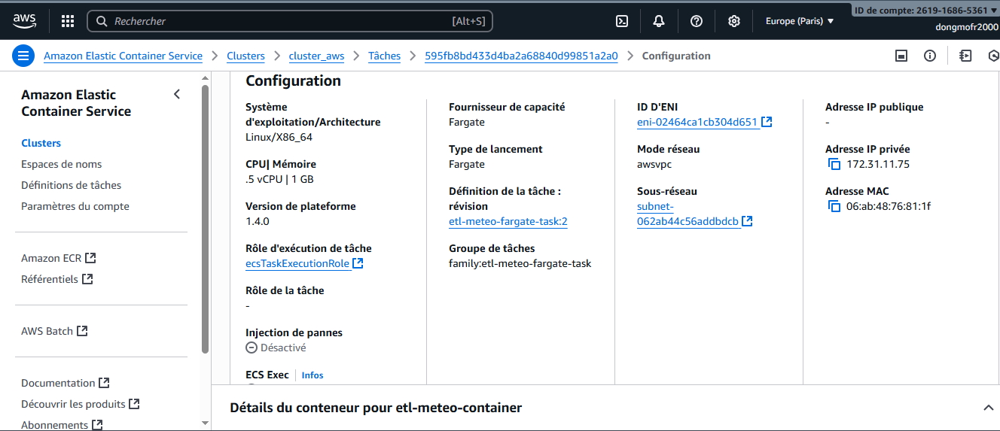 aws
Rechercher
[Alt+S]
Europe (Paris)
ID de compte: 2619-1686-5361
dongmofr2000
Amazon Elastic Container Service
Clusters
cluster_aws
Tâches
595fb8bd433d4ba2a68840d99851a2a0
Configuration
Amazon Elastic
Container Service
Clusters
Espaces de noms
Définitions de tâches
Paramètres du compte
Amazon ECR
Référentiels
AWS Batch
Documentation
Découvrir les produits
Abonnements
Configuration
Système
d'exploitation/Architecture
Linux/X86_64
CPU| Mémoire
.5 vCPU | 1 GB
Version de plateforme
1.4.0
Rôle d'exécution de tâche
ecsTaskExecutionRole
Rôle de la tâche
-
Injection de pannes
Désactivé
ECS Exec
Infos
Fournisseur de capacité
Fargate
Type de lancement
Fargate
Définition de la tâche :
révision
etl-meteo-fargate-task:2
Groupe de tâches
family:etl-meteo-fargate-task
ID D'ENI
eni-02464ca1cb304d651
Mode réseau
awsvpc
Sous-réseau
subnet-
062ab44c56addbdcb
Adresse IP publique
-
Adresse IP privée
172.31.11.75
Adresse MAC
06:ab:48:76:81:1f
Détails du conteneur pour etl-meteo-container